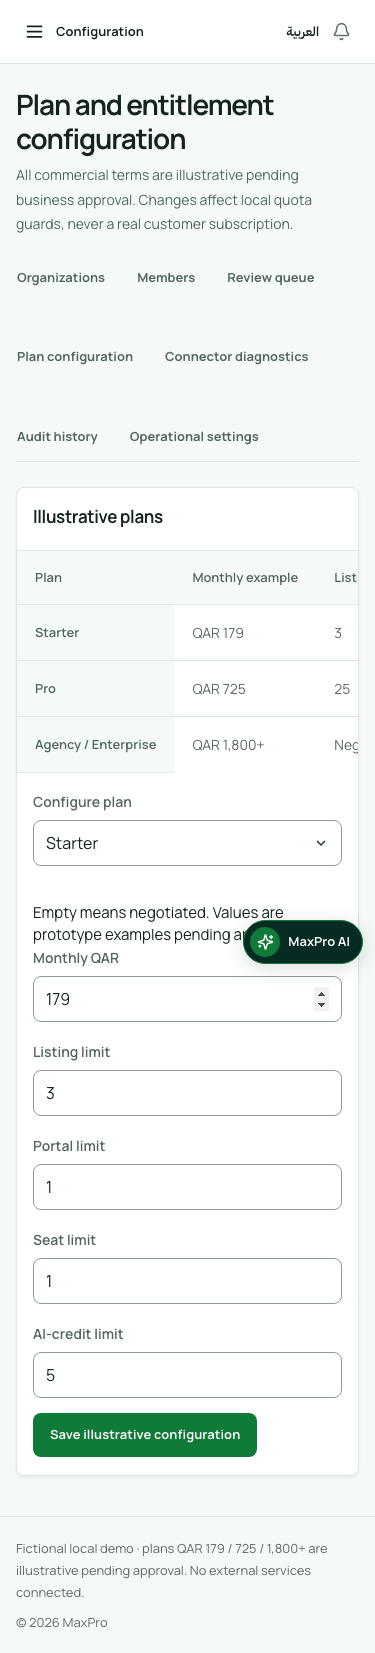 Configuration
العربية
Plan and entitlement
configuration
All commercial terms are illustrative pending
business approval. Changes affect local quota
guards, never a real customer subscription.
Organizations Members Review queue
Plan configuration Connector diagnostics
Audit history Operational settings
Illustrative plans
Plan Monthly example List
Starter QAR 179 3
Pro QAR 725 25
Agency / Enterprise QAR 1,800+ Neg
Configure plan
Starter
Empty means negotiated. Values are
prototype examples pending
MaxPro AI
Monthly QAR
179
Listing limit
3
Portal limit
1
Seat limit
1
AI-credit limit
5
Save illustrative configuration
Fictional local demo · plans QAR 179 / 725 / 1,800+ are
illustrative pending approval. No external services
connected.
© 2026 MaxPro